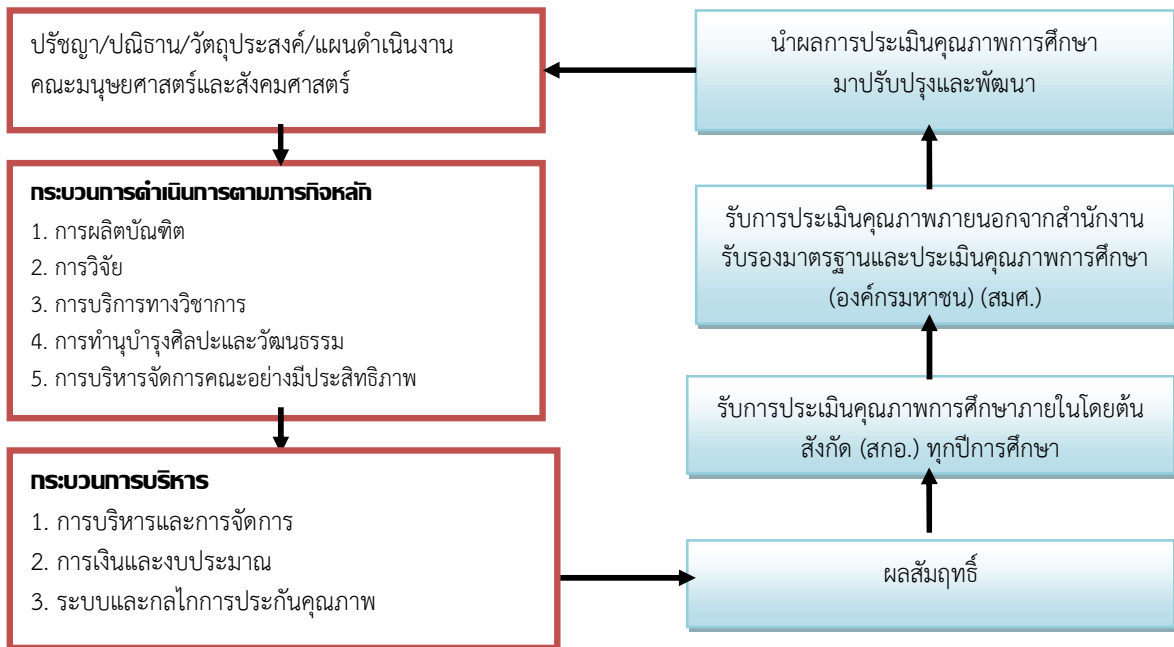 ปรัชญา/ปณิธาน/วัตถุประสงค์/แผนดำเนินงาน
คณะมนุษยศาสตร์และสังคมศาสตร์
กระบวนการดำเนินการตามภารกิจหลัก
1. การผลิตบัณฑิต
2. การวิจัย
3. การบริการทางวิชาการ
4. การทำนุบำรุงศิลปะและวัฒนธรรม
5. การบริหารจัดการคณะอย่างมีประสิทธิภาพ
กระบวนการบริหาร
1. การบริหารและการจัดการ
2. การเงินและงบประมาณ
3. ระบบและกลไกการประกันคุณภาพ
ผลสัมฤทธิ์
รับการประเมินคุณภาพการศึกษาภายในโดยต้น
สังกัด (สกอ.) ทุกปีการศึกษา
รับการประเมินคุณภาพภายนอกจากสำนักงาน
รับรองมาตรฐานและประเมินคุณภาพการศึกษา
(องค์กรมหาชน) (สมศ.)
นำผลการประเมินคุณภาพการศึกษา
มาปรับปรุงและพัฒนา